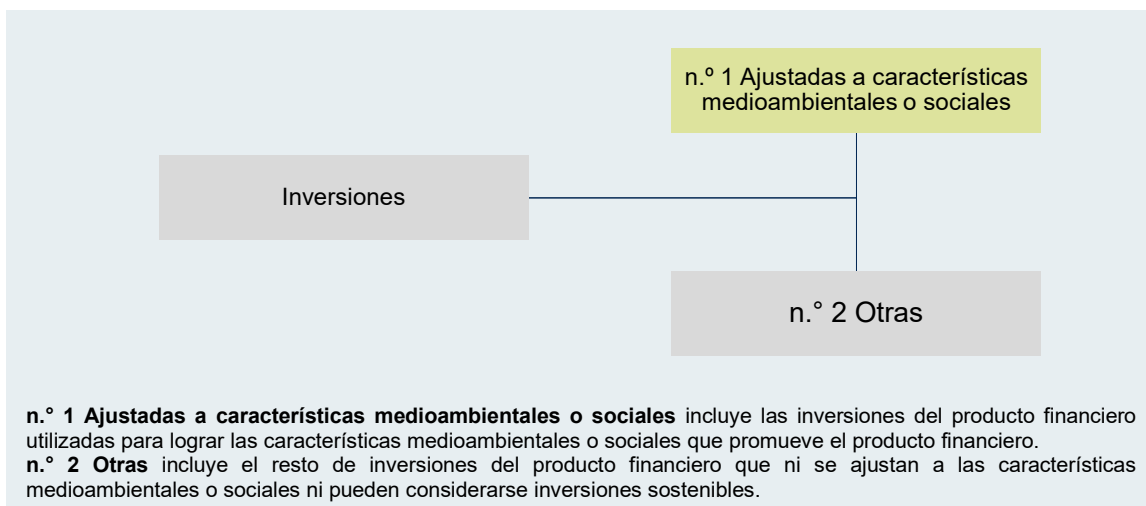 n.º 1 Ajustadas a características
medioambientales o sociales
Inversiones
n.° 2 Otras
n.° 1 Ajustadas a características medioambientales o sociales incluye las inversiones del producto financiero
utilizadas para lograr las características medioambientales o sociales que promueve el producto financiero.
n.° 2 Otras incluye el resto de inversiones del producto financiero que ni se ajustan a las características
medioambientales o sociales ni pueden considerarse inversiones sostenibles.